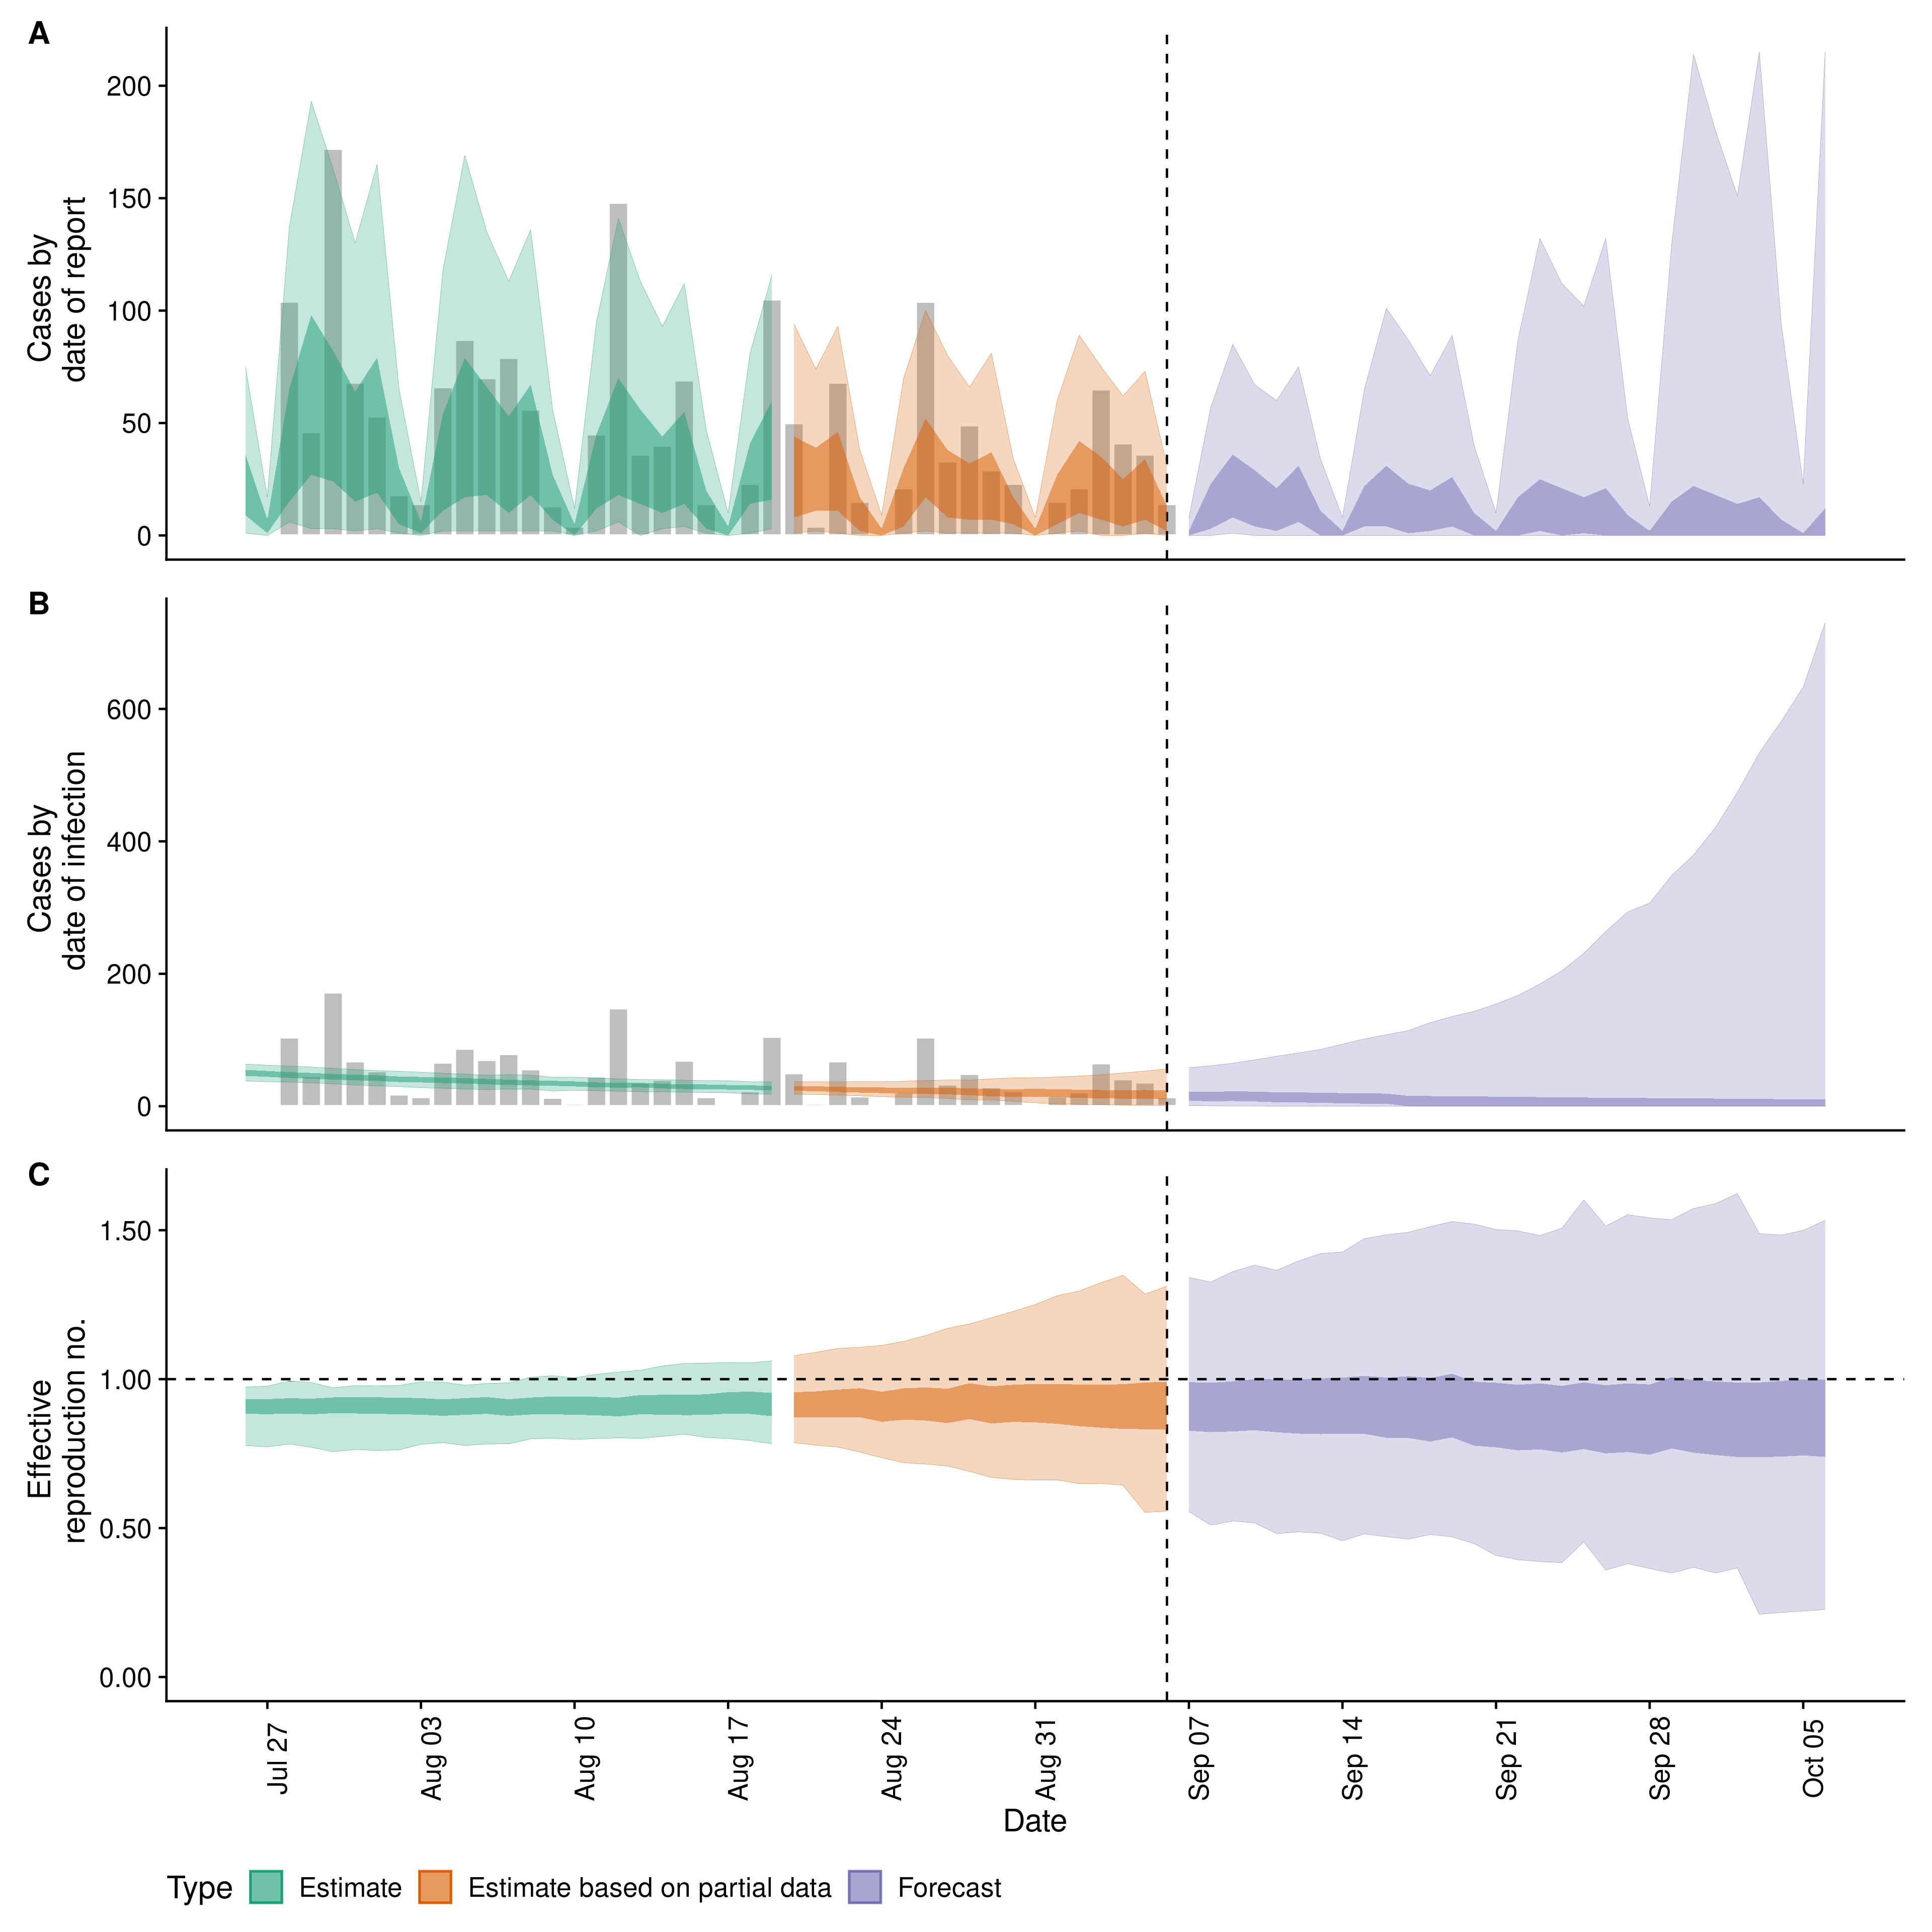 A
Cases by
date of report
200
150
100
50
0
B
Cases by
date of infection
600
400
200
0
C
Effective
reproduction no.
1.50
1.00
0.50
0.00
Jul 27
Aug 03
Aug 10
Aug 17
Aug 24
Aug 31
Sep 07
Sep 14
Sep 21
Sep 28
Oct 05
Date
Type Estimate Estimate based on partial data Forecast